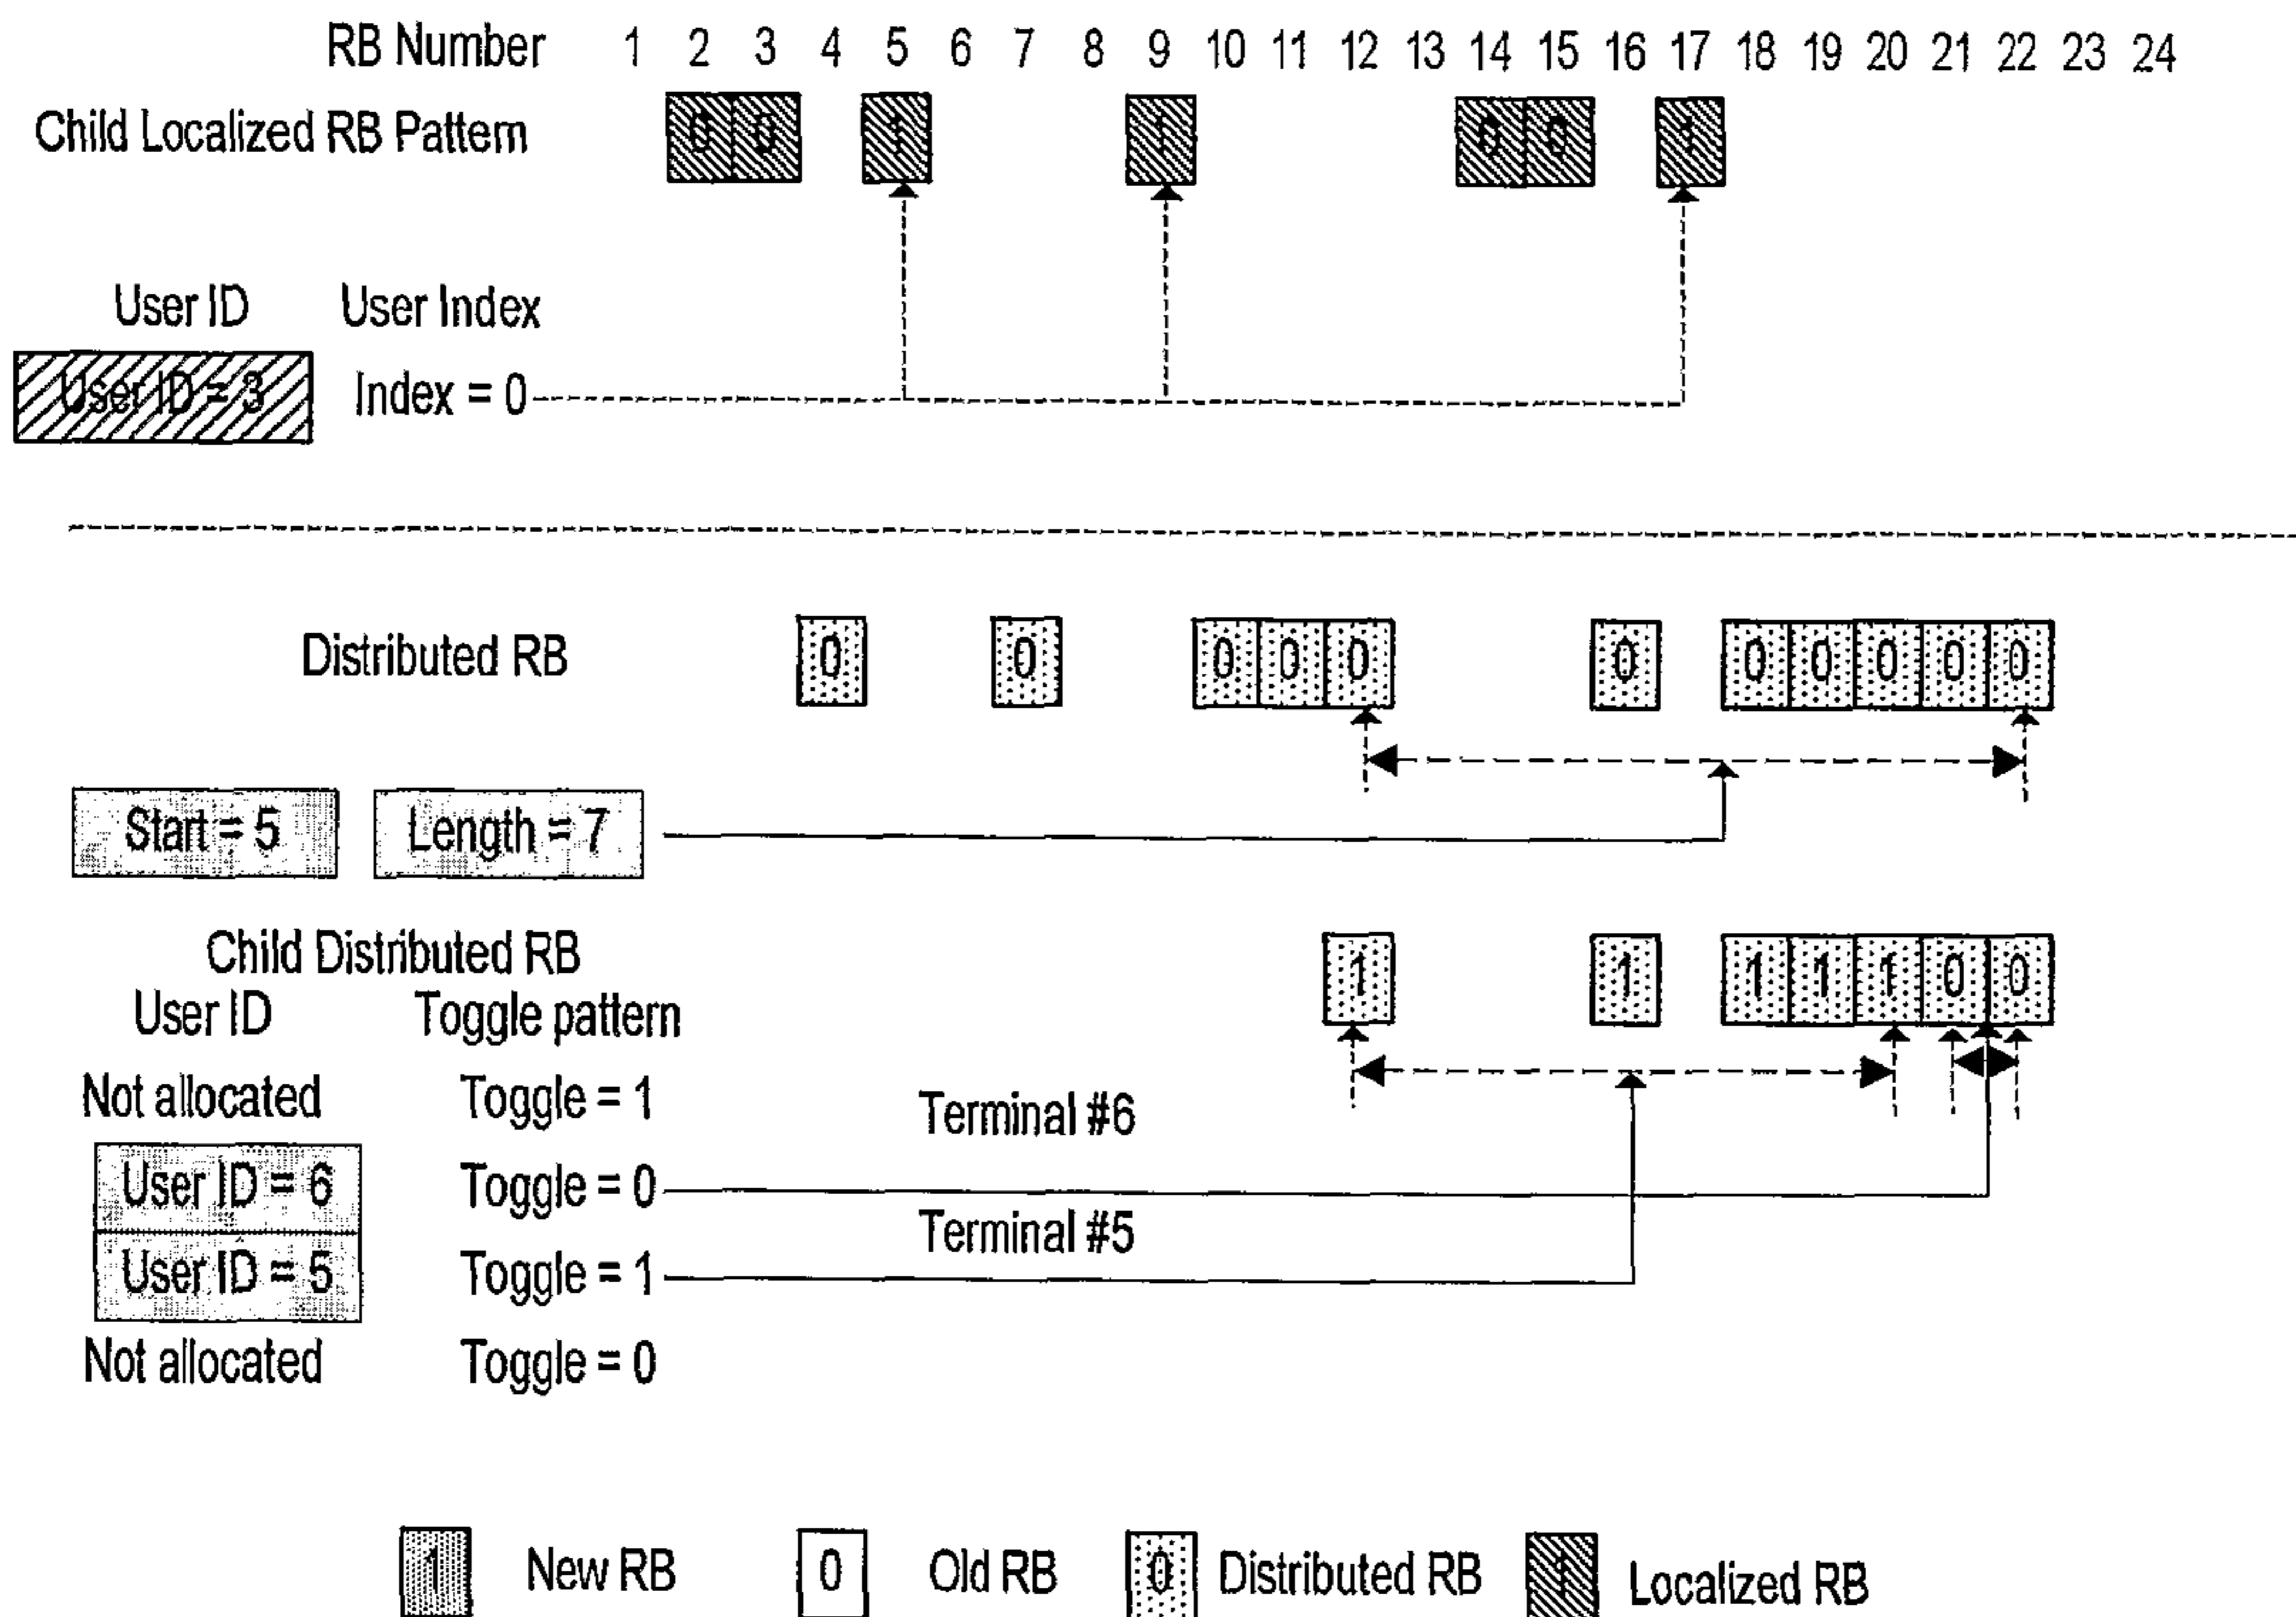 RB Number 1 2 3 4 5 6 7 8 9 10 11 12 13 14 15 16 17 18 19 20 21 22 23 24
Child Localized RB Pattern 0 0 1 1 0 0 1
User ID User Index
User ID = 3 Index = 0
Distributed RB 0 0 0 0 0 0 0 0 0 0 0
Start = 5 Length = 7
Child Distributed RB 1 1 1 1 1 0 0
User ID Toggle pattern
Not allocated Toggle = 1
Terminal #6
User ID = 6 Toggle = 0
Terminal #5
User ID = 5 Toggle = 1
Not allocated Toggle = 0
1 New RB 0 Old RB 0 Distributed RB 1 Localized RB